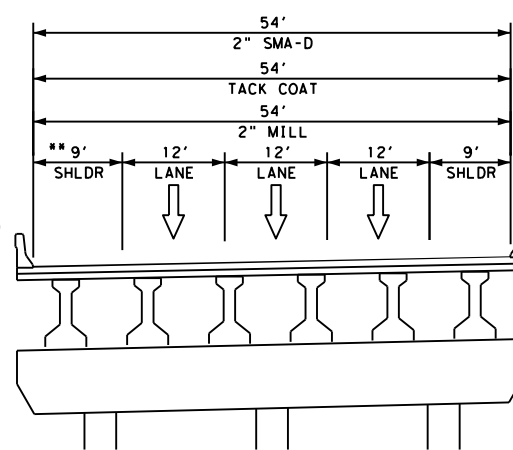 54'
2" SMA-D
54'
TACK COAT
54'
2" MILL
** 9' 12' 12' 12' 9'
SHLDR LANE LANE LANE SHLDR